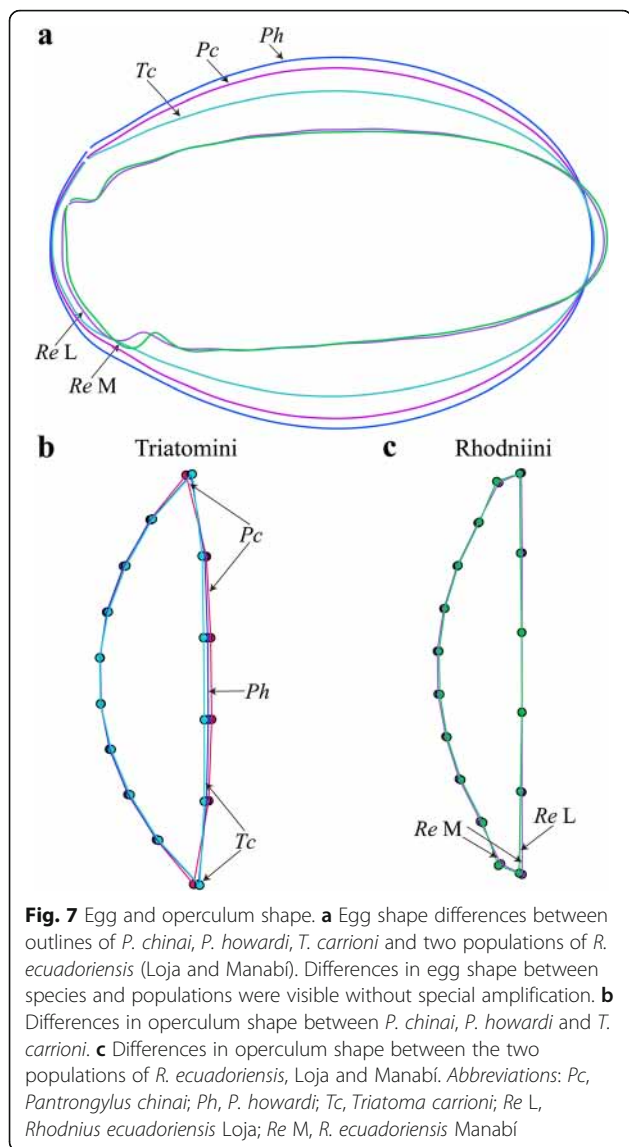 a
Ph
Pc
Tc
Re L
Re M
b
Triatomini
c
Rhodniini
Pc
Ph
Tc
Re M
Re L
Fig. 7 Egg and operculum shape. a Egg shape differences between
outlines of P. chinai, P. howardi, T. carrioni and two populations of R.
ecuadoriensis (Loja and Manabí). Differences in egg shape between
species and populations were visible without special amplification. b
Differences in operculum shape between P. chinai, P. howardi and T.
carrioni. c Differences in operculum shape between the two
populations of R. ecuadoriensis, Loja and Manabí. Abbreviations: Pc,
Pantrongylus chinai; Ph, P. howardi; Tc, Triatoma carrioni; Re L,
Rhodnius ecuadoriensis Loja; Re M, R. ecuadoriensis Manabí